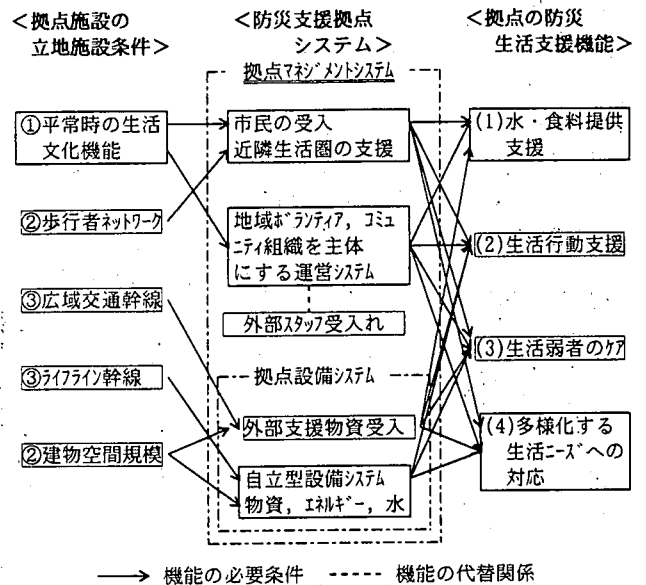 <拠点施設の
立地施設条件>
<防災支援拠点
システム>
<拠点の防災
生活支援機能>
拠点マネジメントシステム
①平常時の生活
文化機能
②歩行者ネットワーク
③広域交通幹線
③ライフライン幹線
②建物空間規模
市民の受入
近隣生活圏の支援
地域ボランティア，コミュ
ニティ組織を主体
にする運営システム
外部スタッフ受入れ
拠点設備システム
外部支援物資受入
自立型設備システム
物資，エネルギー，水
(1)水・食料提供
支援
(2)生活行動支援
(3)生活弱者のケア
(4)多様化する
生活ニーズへの
対応
機能の必要条件
機能の代替関係